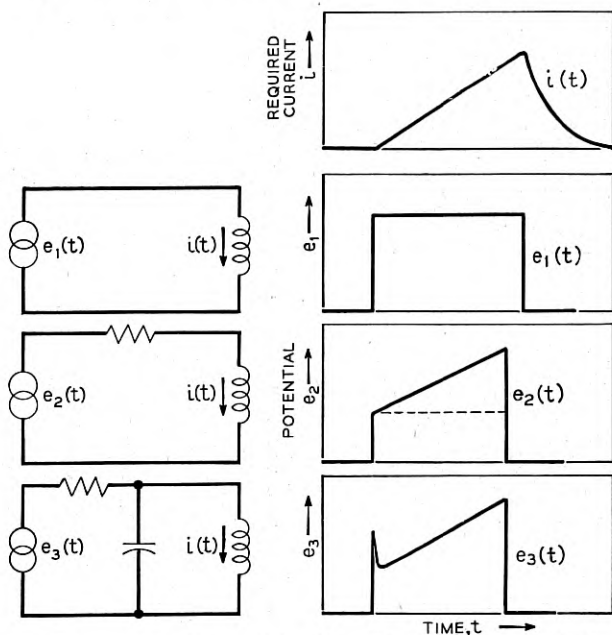 REQUIRED
CURRENT
i
i(t)
e₁(t)
i(t)
e₁
e₁(t)
e₂(t)
i(t)
POTENTIAL
e₂
e₂(t)
e₃(t)
i(t)
e₃
e₃(t)
TIME, t